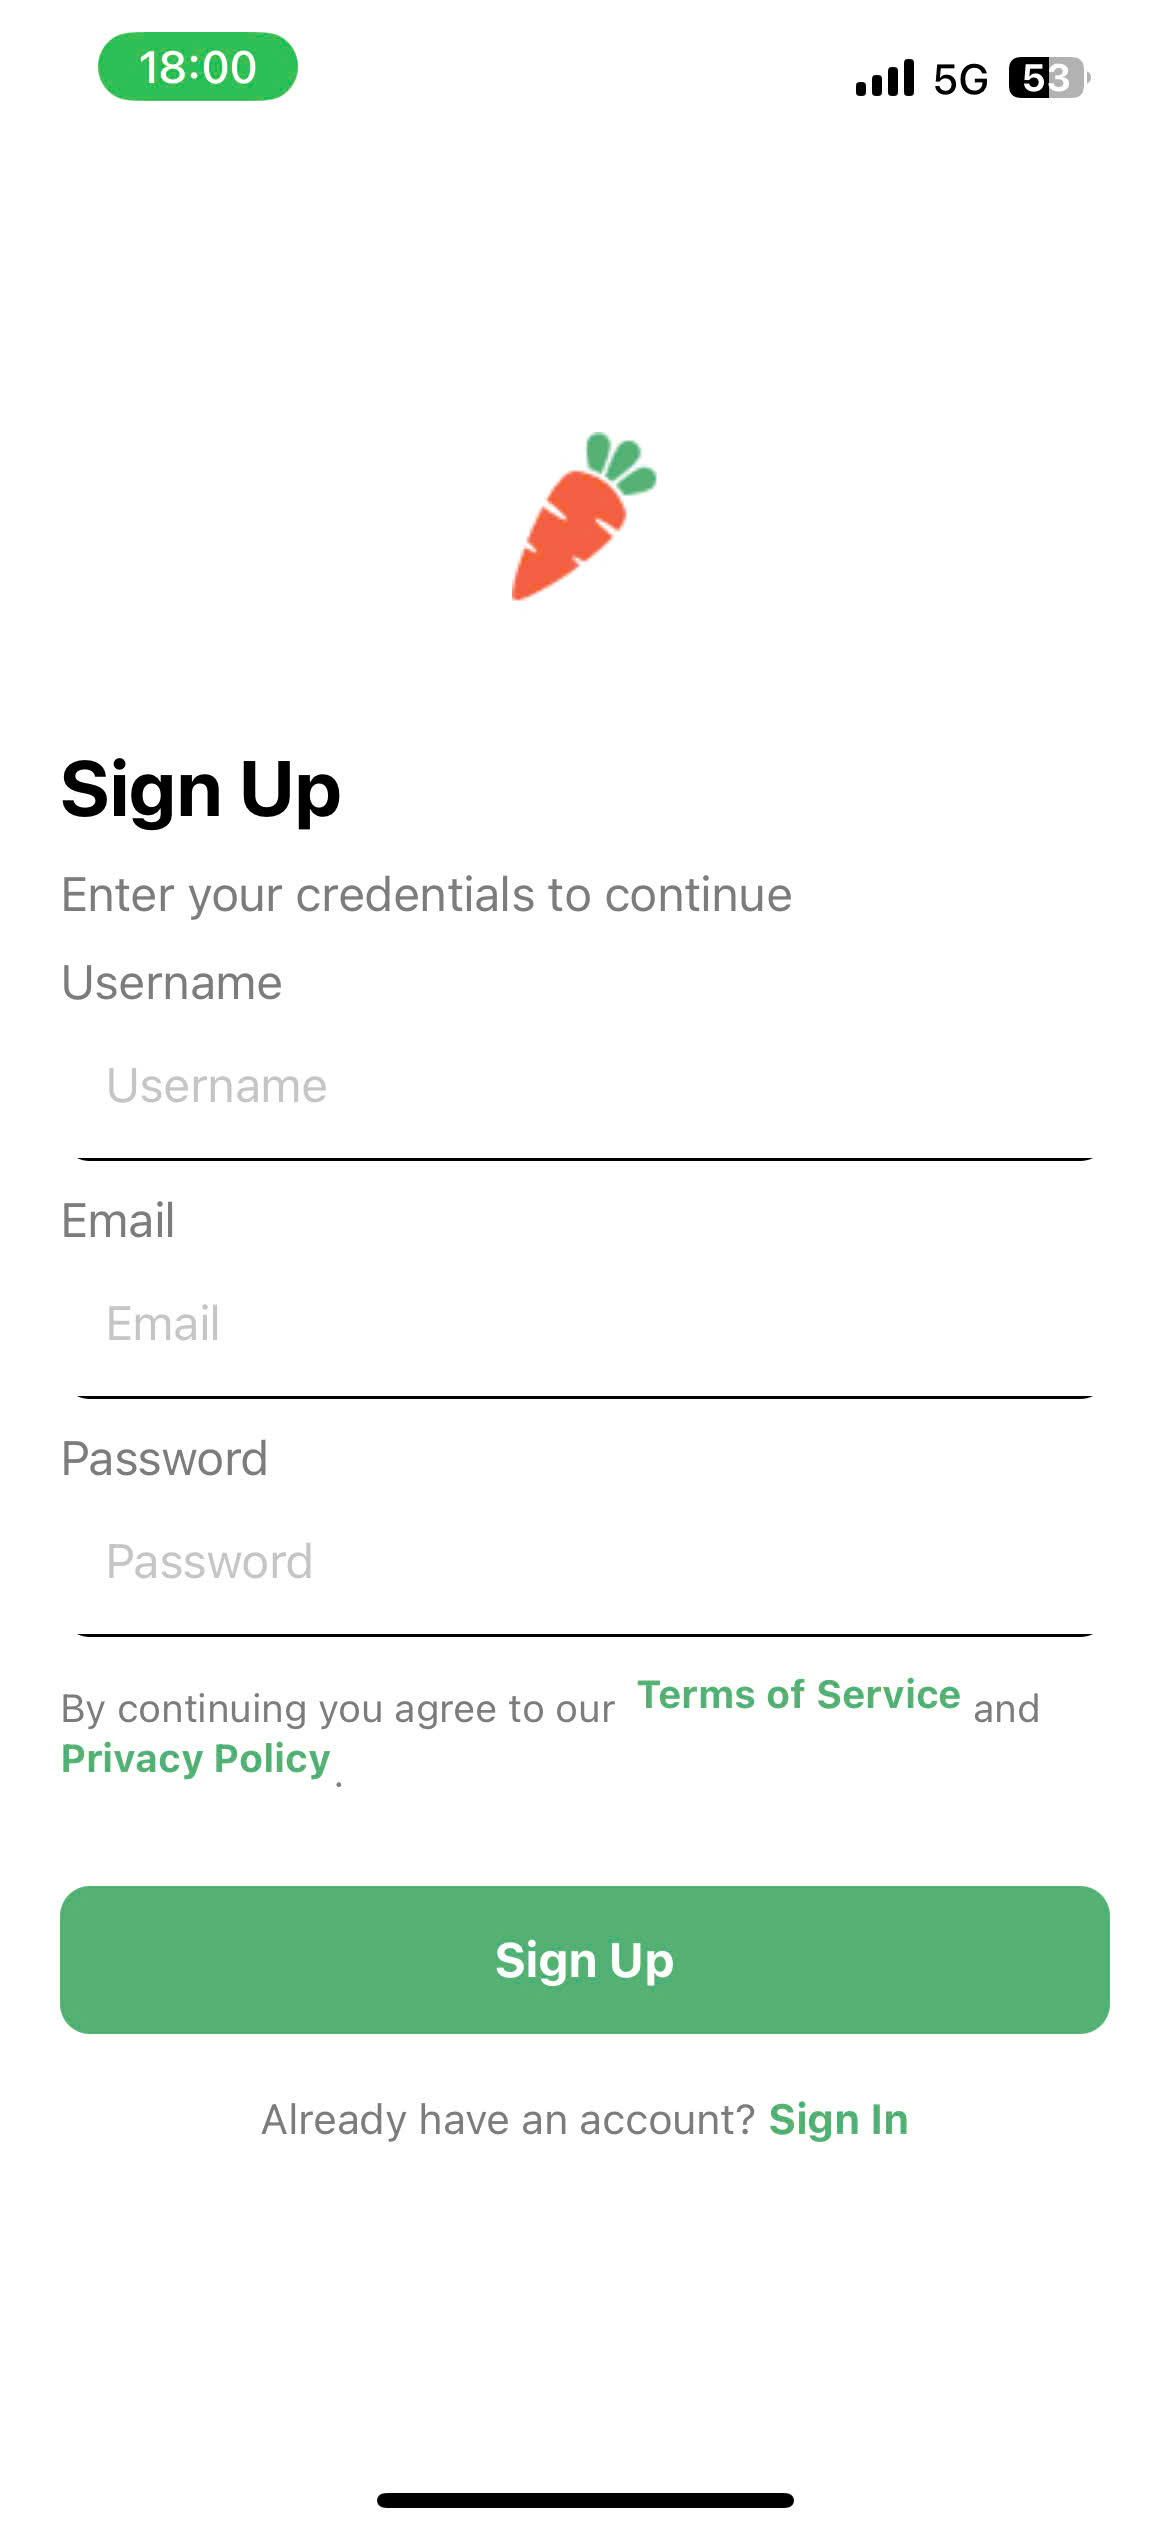 18:00
5G 53
Sign Up
Enter your credentials to continue
Username
Username
Email
Email
Password
Password
By continuing you agree to our Terms of Service and
Privacy Policy.
Sign Up
Already have an account? Sign In